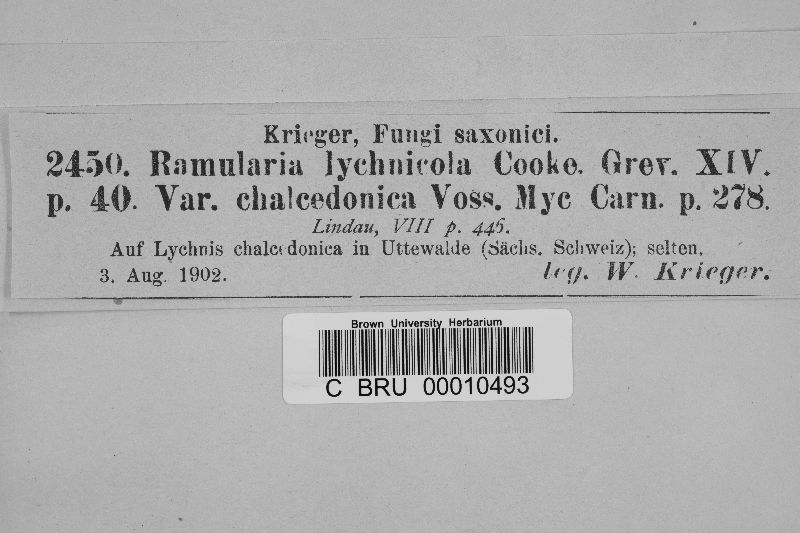 Krieger, Fungi saxonici.
2450. Ramularia lychnicola Cooke. Grev. XIV.
p. 40. Var. chalcedonica Voss. Myc Carn. p. 278.
Lindau, VIII p. 446.
Auf Lychnis chalcedonica in Uttewalde (Sächs. Schweiz); selten.
3. Aug. 1902. leg. W. Krieger.
Brown University Herbarium
C BRU 00010493